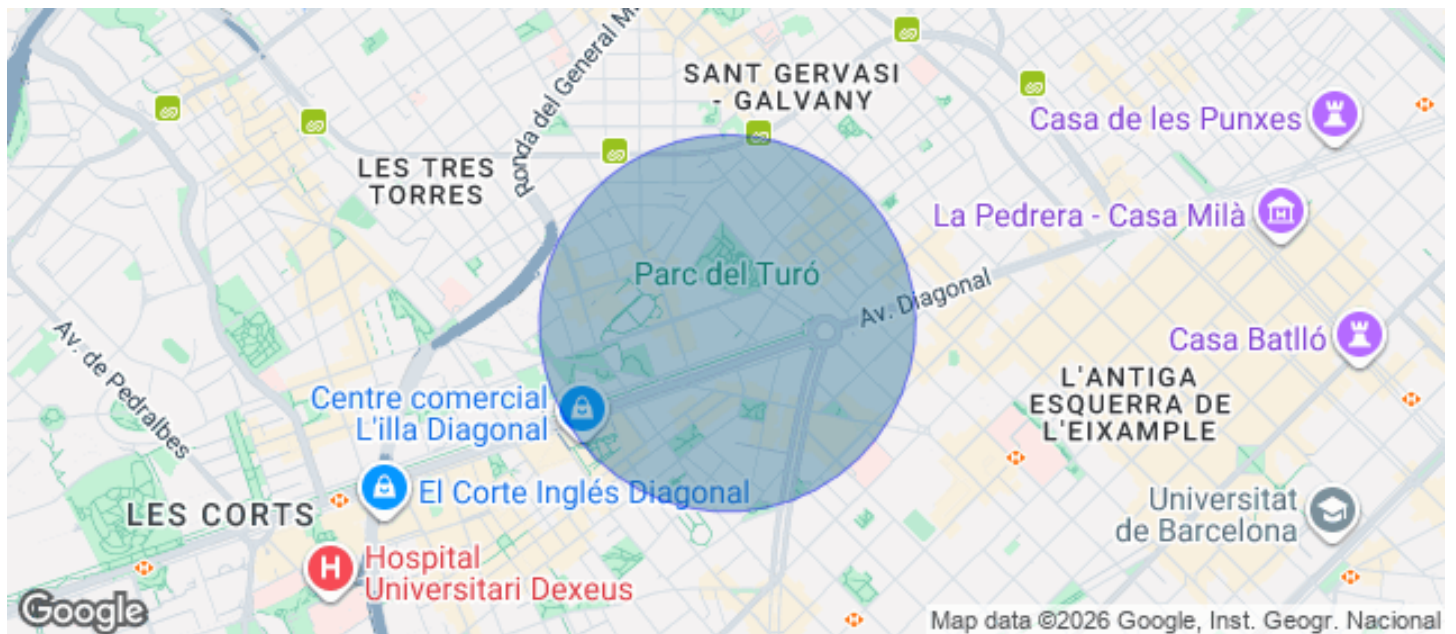 SANT GERVASI
- GALVANY
Ronda del General Mi
Casa de les Punxes
LES TRES
TORRES
La Pedrera - Casa Milà
Parc del Turó
Av. Diagonal
Av. de Pedralbes
Casa Batlló
Centre comercial
L'illa Diagonal
L'ANTIGA
ESQUERRA DE
L'EIXAMPLE
El Corte Inglés Diagonal
LES CORTS
Universitat
de Barcelona
Hospital
Universitari Dexeus
H
Google
Map data ©2026 Google, Inst. Geogr. Nacional